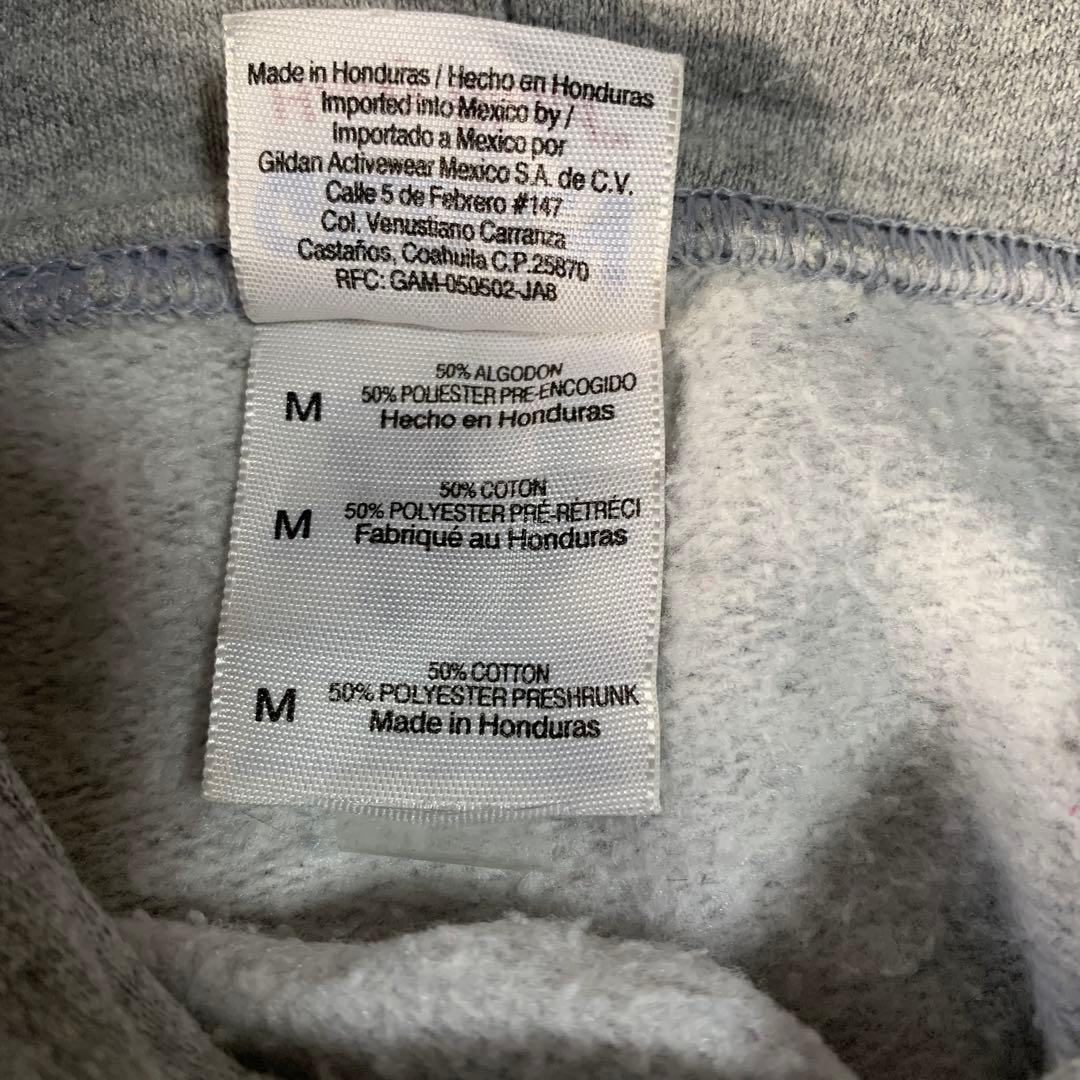 Made in Honduras / Hecho en Honduras
Imported into Mexico by /
Importado a Mexico por
Gildan Activewear Mexico S.A. de C.V.
Calle 5 de Febrero #147
Col. Venustiano Carranza
Castaños, Coahuila C.P.25870
RFC: GAM-050502-JA8
50% ALGODON
M 50% POLIESTER PRE-ENCOGIDO
Hecho en Honduras
50% COTON
M 50% POLYESTER PRÉ-RÉTRÉCI
Fabriqué au Honduras
50% COTTON
M 50% POLYESTER PRESHRUNK
Made in Honduras